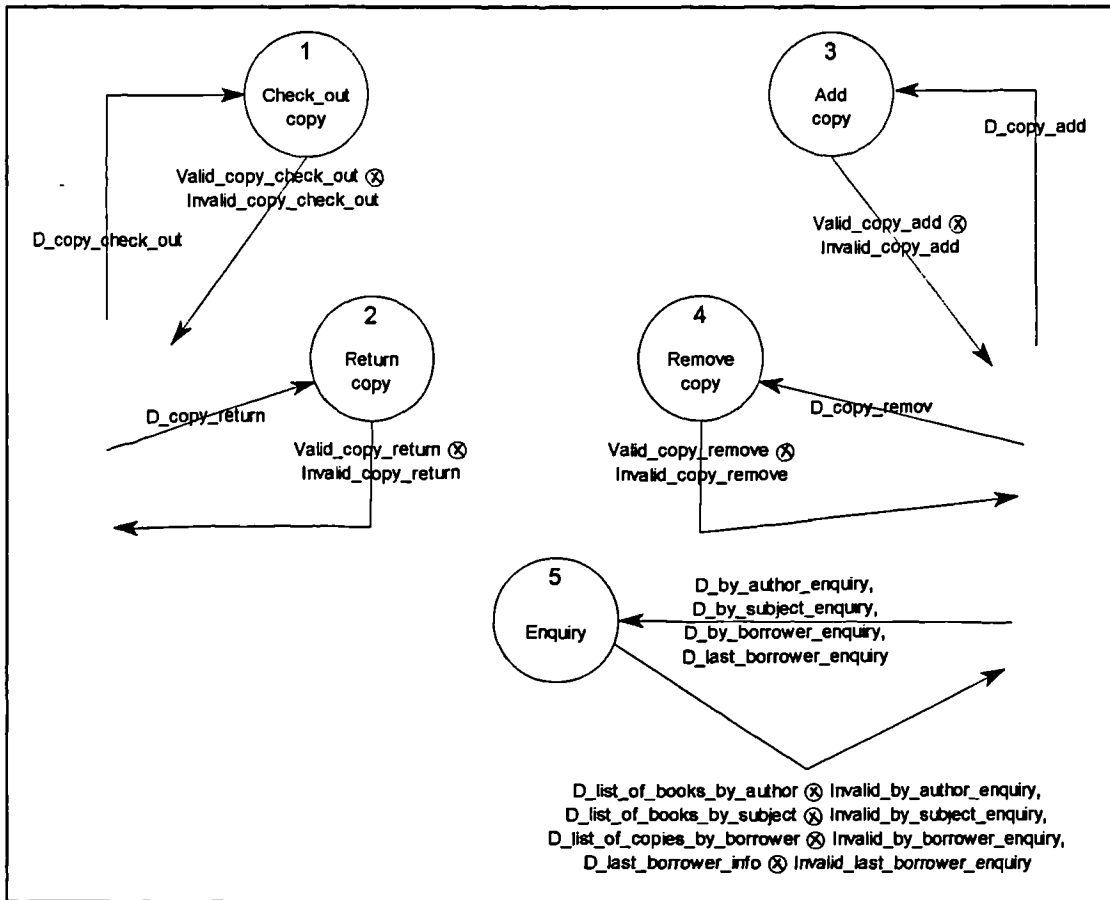 1
Check_out
copy
Valid_copy_check_out ⊗
Invalid_copy_check_out
D_copy_check_out
3
Add
copy
D_copy_add
Valid_copy_add ⊗
Invalid_copy_add
2
Return
copy
D_copy_return
Valid_copy_return ⊗
Invalid_copy_return
4
Remove
copy
D_copy_remov
Valid_copy_remove ⊗
Invalid_copy_remove
5
Enquiry
D_by_author_enquiry,
D_by_subject_enquiry,
D_by_borrower_enquiry,
D_last_borrower_enquiry
D_list_of_books_by_author ⊗ Invalid_by_author_enquiry,
D_list_of_books_by_subject ⊗ Invalid_by_subject_enquiry,
D_list_of_copies_by_borrower ⊗ Invalid_by_borrower_enquiry,
D_last_borrower_info ⊗ Invalid_last_borrower_enquiry